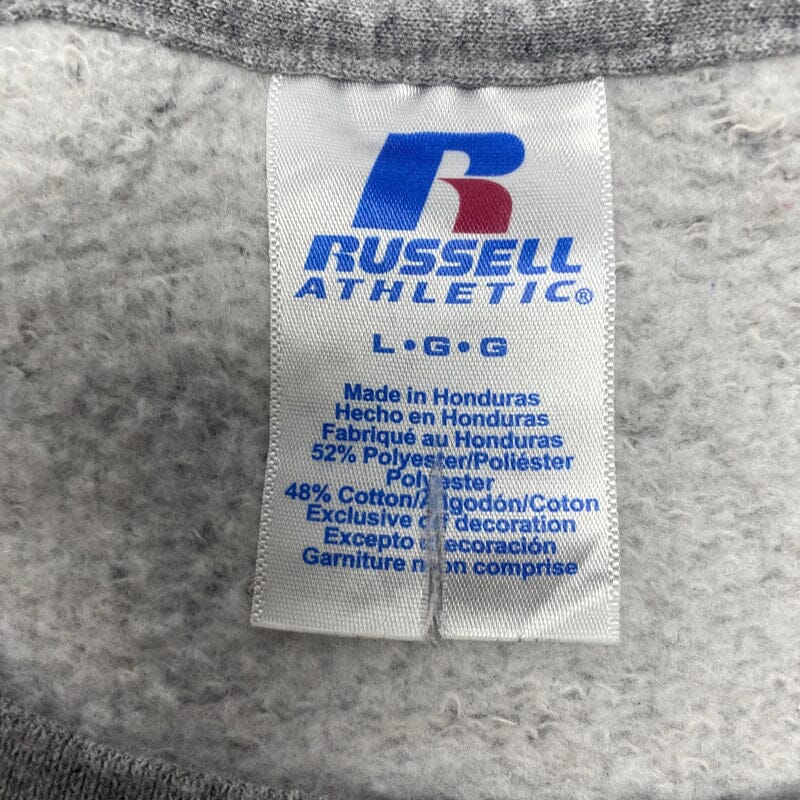 R
RUSSELL
ATHLETIC®
L•G•G
Made in Honduras
Hecho en Honduras
Fabriqué au Honduras
52% Polyester/Poliéster
Polyester
48% Cotton/Algodón/Coton
Exclusive of decoration
Excepto decoración
Garniture non comprise